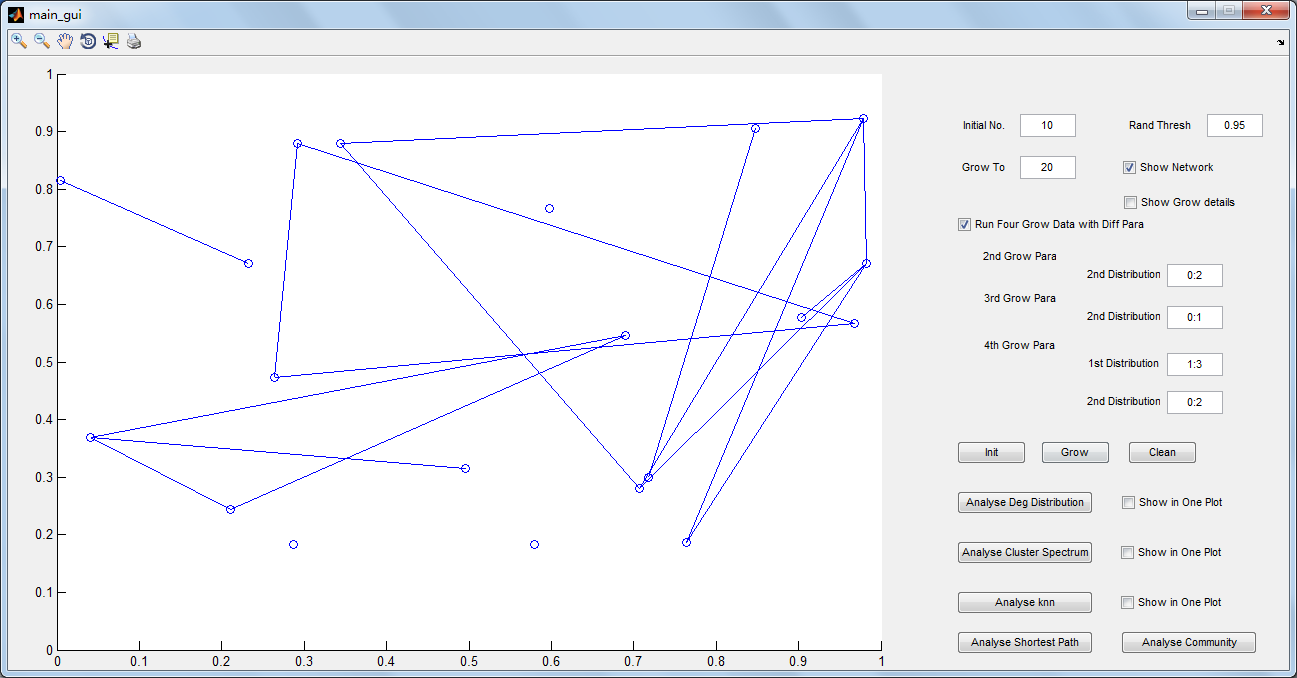 main_gui
1
0.9
0.8
0.7
0.6
0.5
0.4
0.3
0.2
0.1
0
0 0.1 0.2 0.3 0.4 0.5 0.6 0.7 0.8 0.9 1
Initial No. 10 Rand Thresh 0.95
Grow To 20 Show Network
Show Grow details
Run Four Grow Data with Diff Para
2nd Grow Para
2nd Distribution 0:2
3rd Grow Para
2nd Distribution 0:1
4th Grow Para
1st Distribution 1:3
2nd Distribution 0:2
Init Grow Clean
Analyse Deg Distribution Show in One Plot
Analyse Cluster Spectrum Show in One Plot
Analyse knn Show in One Plot
Analyse Shortest Path Analyse Community